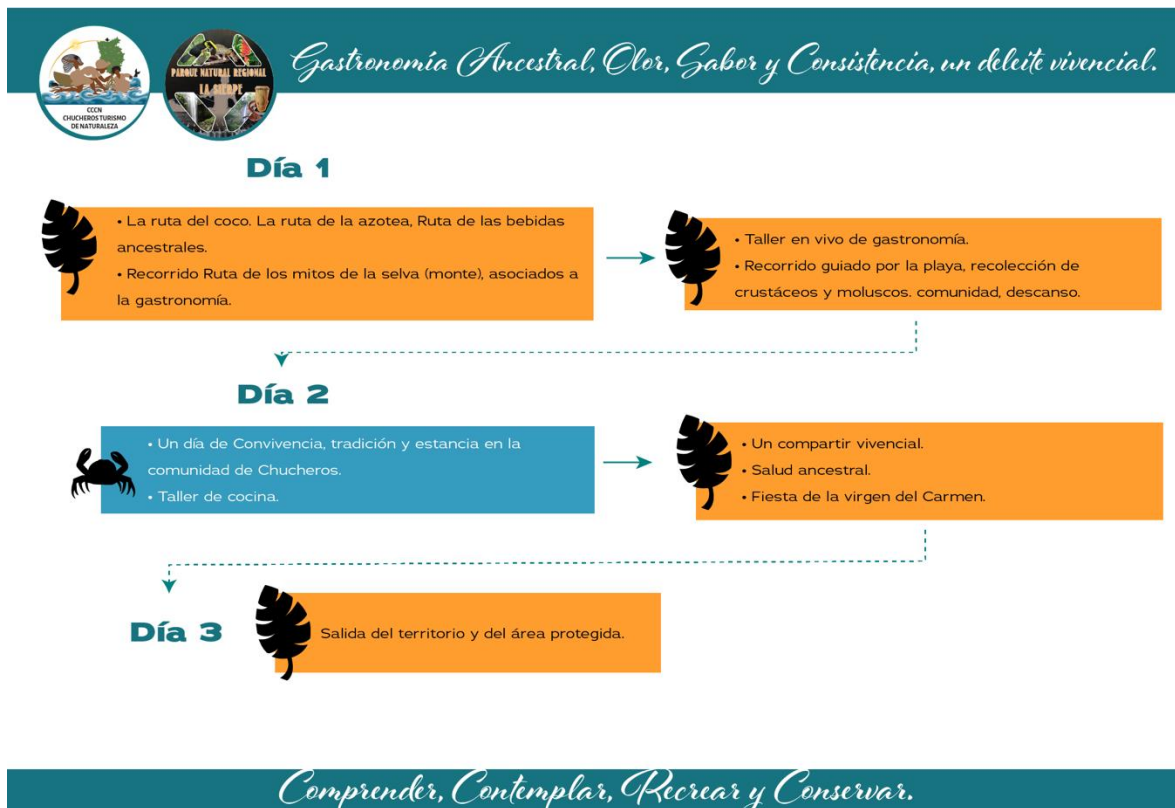 Gastronomía Ancestral, Olor, Sabor y Consistencia, un deleite vivencial.
CCCN
CHUCHEROS TURISMO
DE NATURALEZA
PARQUE NATURAL REGIONAL
LA SIERPE
Día 1
• La ruta del coco. La ruta de la azotea, Ruta de las bebidas
ancestrales.
• Recorrido Ruta de los mitos de la selva (monte), asociados a
la gastronomía.
• Taller en vivo de gastronomía.
• Recorrido guiado por la playa, recolección de
crustáceos y moluscos. comunidad, descanso.
Día 2
• Un día de Convivencia, tradición y estancia en la
comunidad de Chucheros.
• Taller de cocina.
• Un compartir vivencial.
• Salud ancestral.
• Fiesta de la virgen del Carmen.
Día 3
Salida del territorio y del área protegida.
Comprender, Contemplar, Recrear y Conservar.